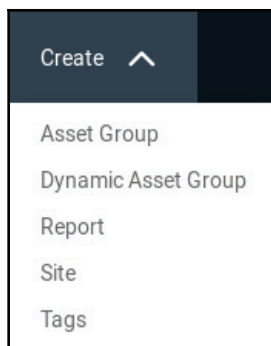 Create
Asset Group
Dynamic Asset Group
Report
Site
Tags